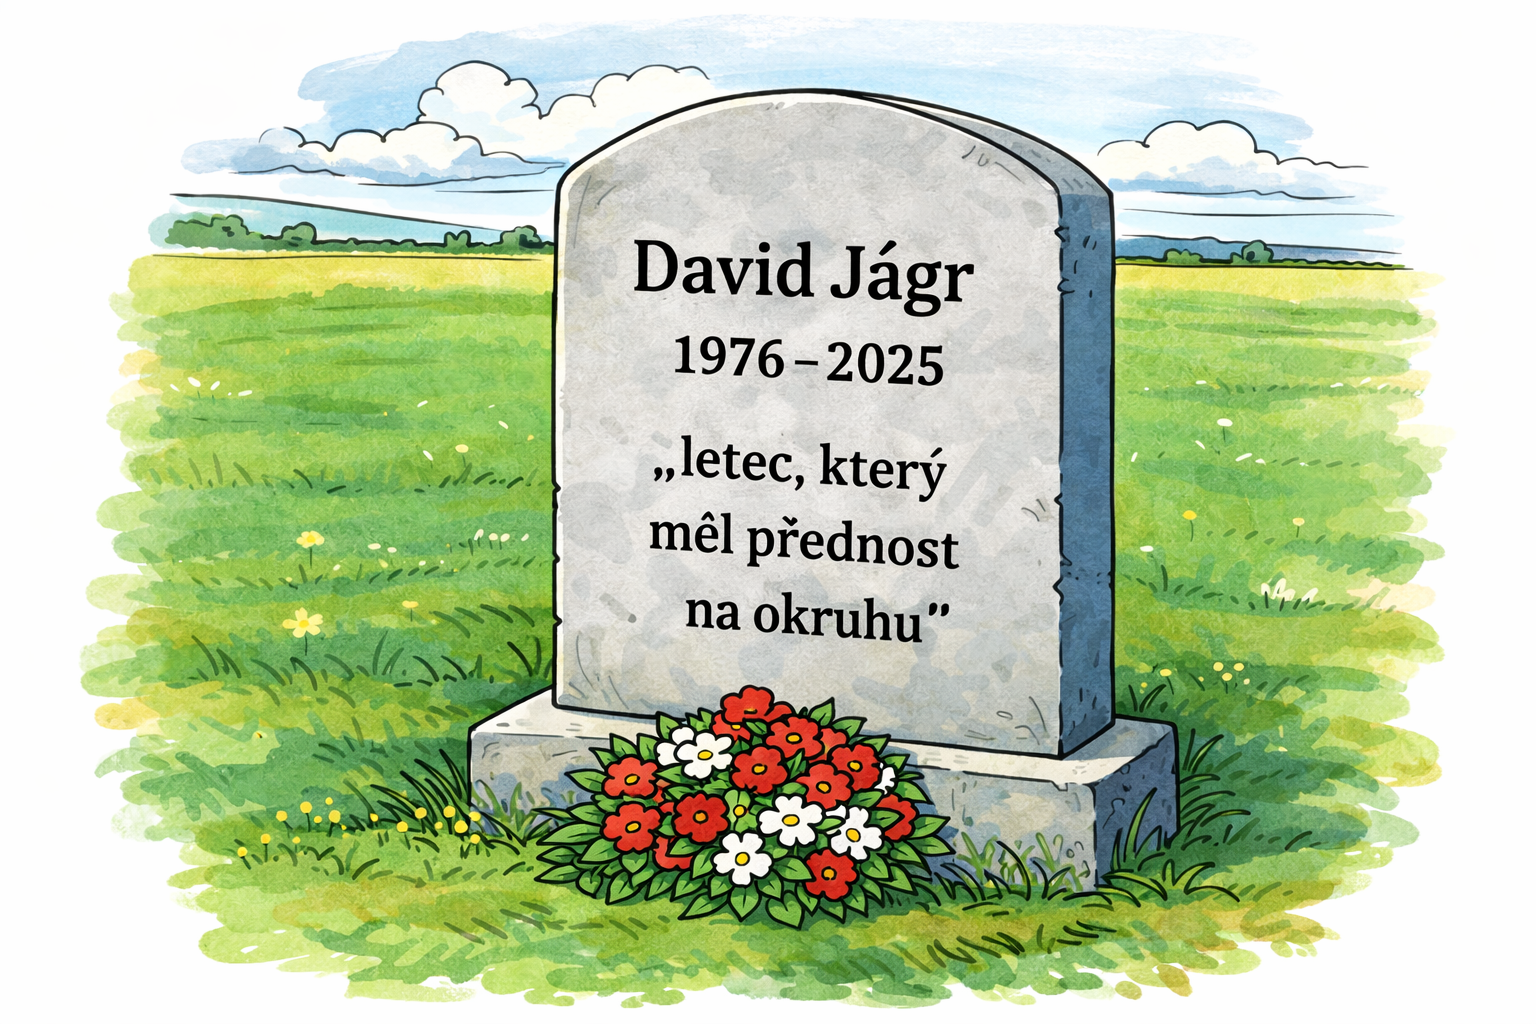 David Jágr
1976 – 2025
„letec, který
mêl přednost
na okruhu”